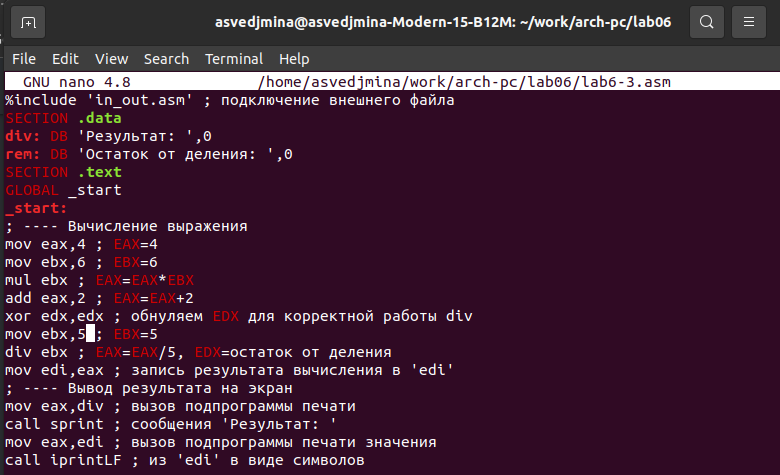 asvedjmina@asvedjmina-Modern-15-B12M: ~/work/arch-pc/lab06
File Edit View Search Terminal Help
GNU nano 4.8 /home/asvedjmina/work/arch-pc/lab06/lab6-3.asm
%include 'in_out.asm' ; подключение внешнего файла
SECTION .data
div: DB 'Результат: ',0
rem: DB 'Остаток от деления: ',0
SECTION .text
GLOBAL _start
_start:
; ---- Вычисление выражения
mov eax,4 ; EAX=4
mov ebx,6 ; EBX=6
mul ebx ; EAX=EAX*EBX
add eax,2 ; EAX=EAX+2
xor edx,edx ; обнуляем EDX для корректной работы div
mov ebx,5 ; EBX=5
div ebx ; EAX=EAX/5, EDX=остаток от деления
mov edi,eax ; запись результата вычисления в 'edi'
; ---- Вывод результата на экран
mov eax,div ; вызов подпрограммы печати
call sprint ; сообщения 'Результат: '
mov eax,edi ; вызов подпрограммы печати значения
call iprintLF ; из 'edi' в виде символов